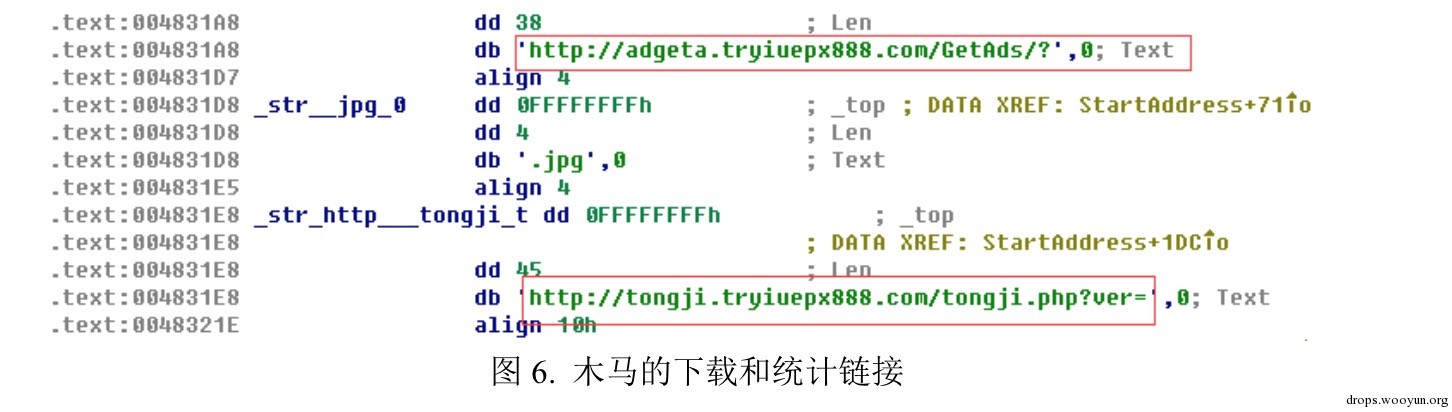 .text:004831A8 dd 38 ; Len
.text:004831A8 db 'http://adgeta.tryiuepx888.com/GetAds/?',0; Text
.text:004831D7 align 4
.text:004831D8 _str__jpg_0 dd 0FFFFFFFFh ; _top ; DATA XREF: StartAddress+71↑o
.text:004831D8 dd 4 ; Len
.text:004831D8 db '.jpg',0 ; Text
.text:004831E5 align 4
.text:004831E8 _str_http___tongji_t dd 0FFFFFFFFh ; _top
.text:004831E8 ; DATA XREF: StartAddress+1DC↑o
.text:004831E8 dd 45 ; Len
.text:004831E8 db 'http://tongji.tryiuepx888.com/tongji.php?ver=',0; Text
.text:0048321E align 10h
图 6. 木马的下载和统计链接
drops.wooyun.org